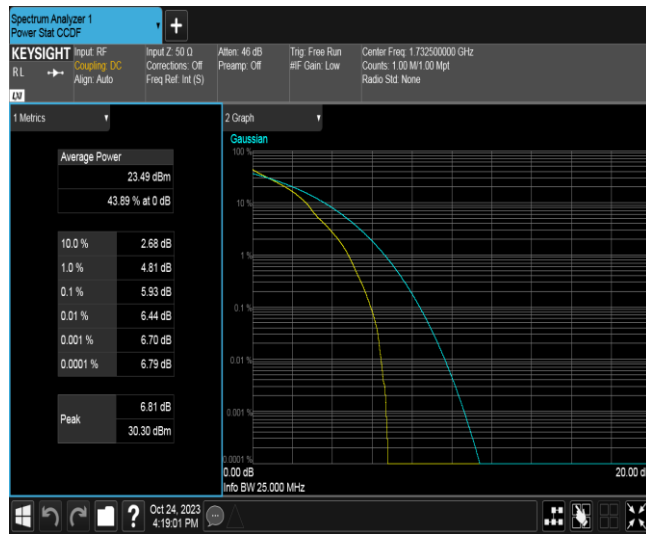 Spectrum Analyzer 1
Power Stat CCDF
+
KEYSIGHT
RL
LXI
Input: RF
Coupling: DC
Align: Auto
Input Z: 50 Ω
Corrections: Off
Freq Ref: Int (S)
Atten: 46 dB
Preamp: Off
Trig: Free Run
#IF Gain: Low
Center Freq: 1.732500000 GHz
Counts: 1.00 M/1.00 Mpt
Radio Std: None
1 Metrics
Average Power
23.49 dBm
43.89 % at 0 dB
10.0 % 2.68 dB
1.0 % 4.81 dB
0.1 % 5.93 dB
0.01 % 6.44 dB
0.001 % 6.70 dB
0.0001 % 6.79 dB
Peak
6.81 dB
30.30 dBm
2 Graph
Gaussian
100 %
10 %
1 %
0.1 %
0.01 %
0.001 %
0.0001 %
0.00 dB
20.00 d
Info BW 25.000 MHz
?
Oct 24, 2023
4:19:01 PM